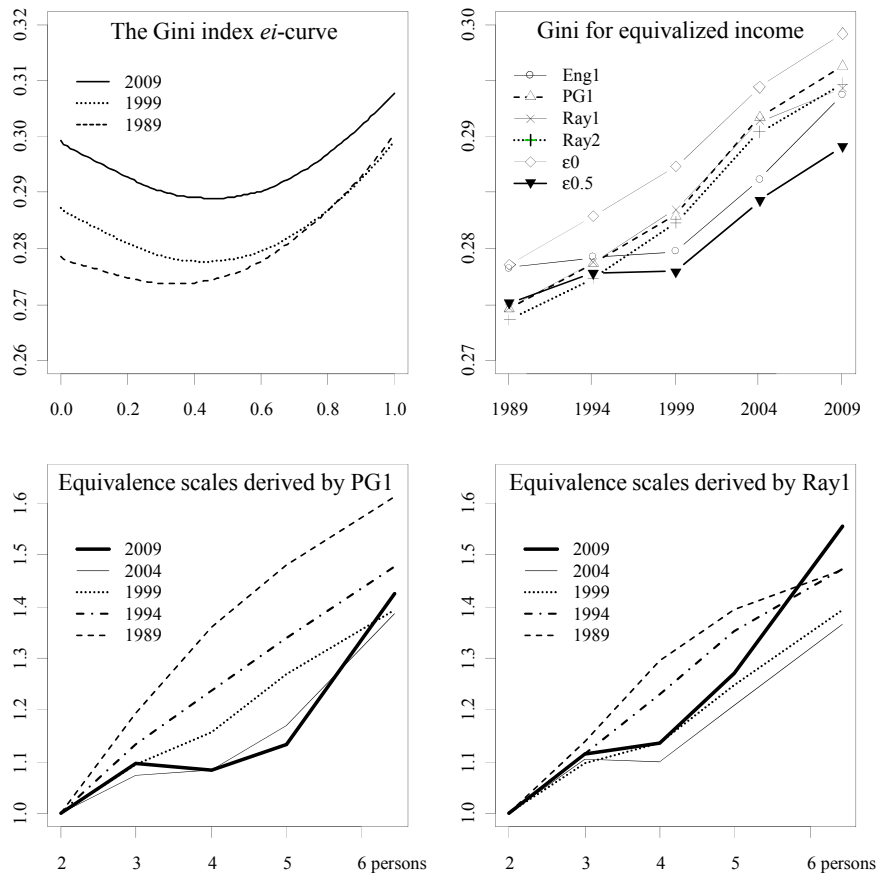 The Gini index ei-curve
2009
1999
1989
0.32
0.31
0.30
0.29
0.28
0.27
0.26
0.0 0.2 0.4 0.6 0.8 1.0
Gini for equivalized income
Eng1
PG1
Ray1
Ray2
ε0
ε0.5
0.30
0.29
0.28
0.27
1989 1994 1999 2004 2009
Equivalence scales derived by PG1
2009
2004
1999
1994
1989
1.6
1.5
1.4
1.3
1.2
1.1
1.0
2 3 4 5 6 persons
Equivalence scales derived by Ray1
2009
2004
1999
1994
1989
1.6
1.5
1.4
1.3
1.2
1.1
1.0
2 3 4 5 6 persons